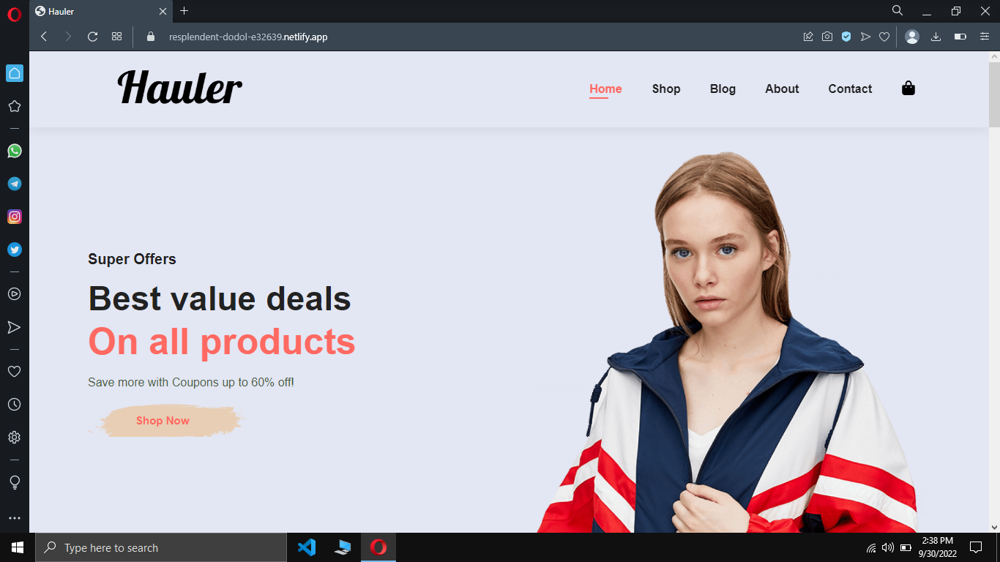 Hauler
resplendent-dodol-e32639.netlify.app
Hauler
Home Shop Blog About Contact
Super Offers
Best value deals
On all products
Save more with Coupons up to 60% off!
Shop Now
Type here to search
2:38 PM
9/30/2022